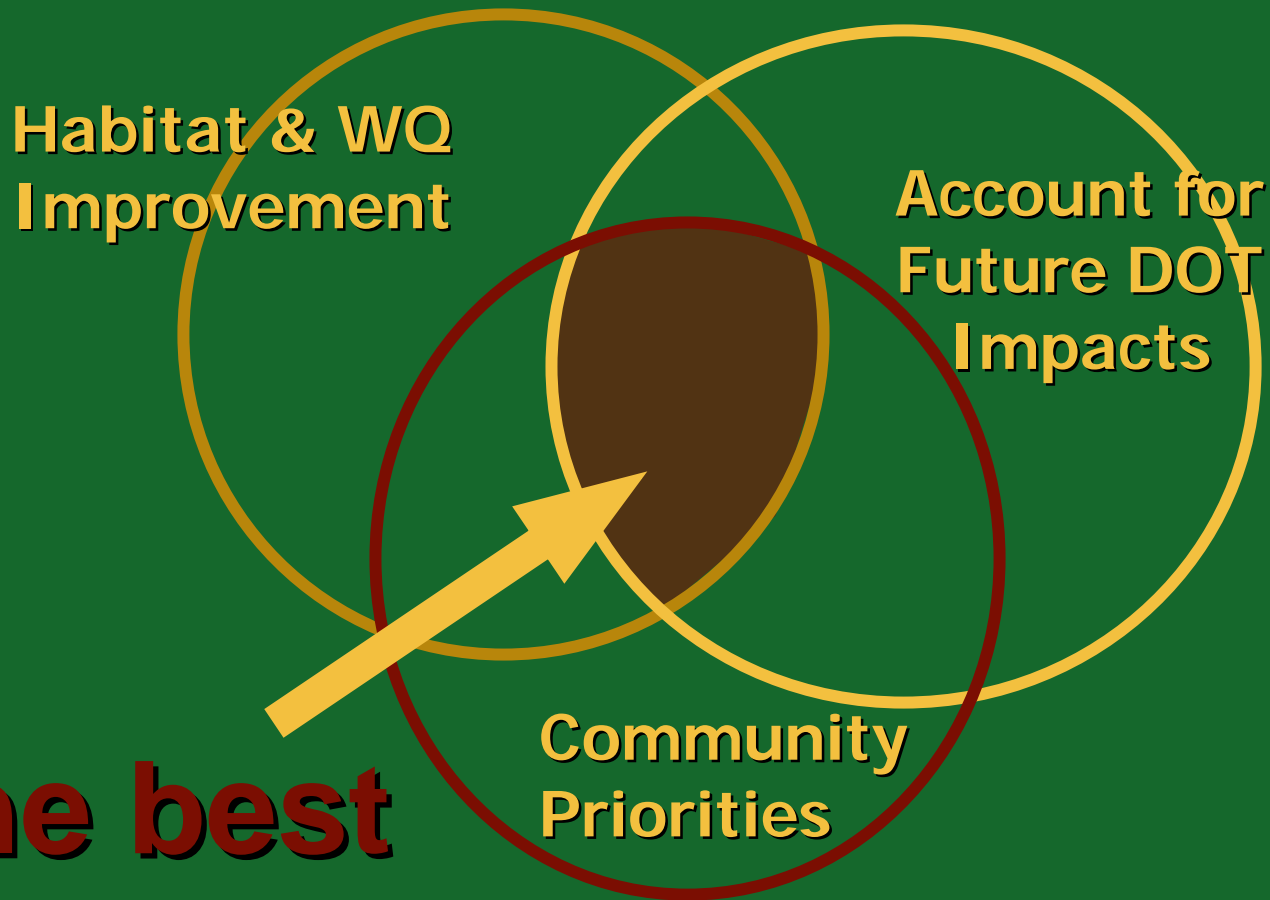 Habitat & WQ
Improvement
Account for
Future DOT
Impacts
Community
Priorities
best